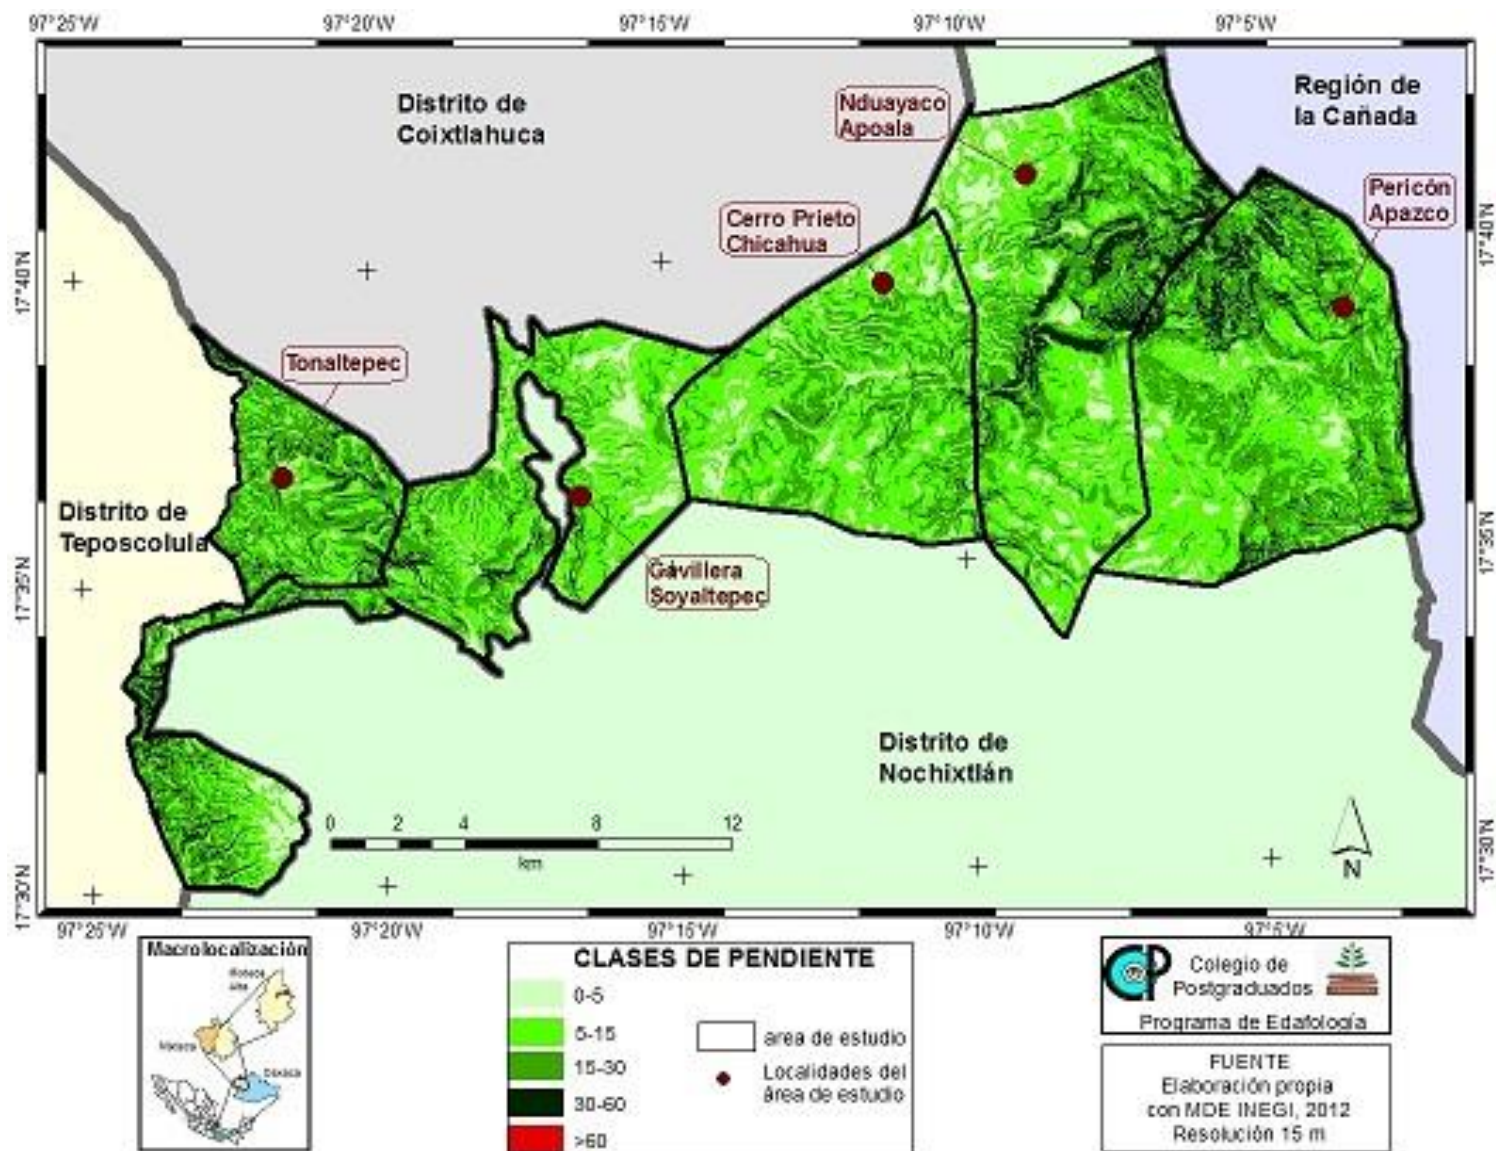 97°25'W
97°20'W
97°15'W
97°10'W
97°5'W
Distrito de
Coixtlahuca
Nduayaco
Apoala
Región de
la Cañada
Cerro Prieto
Chicahua
Pericón
Apazco
17°40'N
17°40'N
Tonaltepec
Distrito de
Teposcolula
Gavillera
Soyaltepec
17°35'N
17°35'N
Distrito de
Nochixtlán
0 2 4 8 12
km
N
17°30'N
17°30'N
97°25'W
97°20'W
97°15'W
97°10'W
97°5'W
Macrolocalización
Mixteca
Alta
Oaxaca
CLASES DE PENDIENTE
0-5
5-15
15-30
30-60
>60
area de estudio
Localidades del
área de estudio
CP
Colegio de
Postgraduados
Programa de Edafología
FUENTE
Elaboración propia
con MDE INEGI, 2012
Resolución 15 m